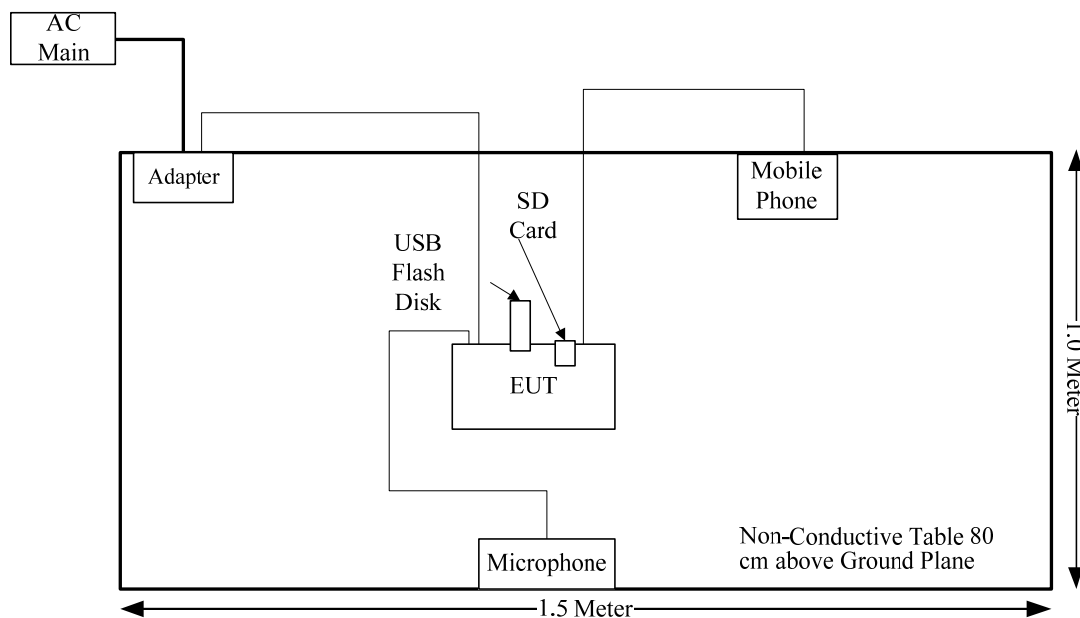 AC
Main
Adapter
Mobile
Phone
SD
Card
USB
Flash
Disk
EUT
1.0 Meter
Non-Conductive Table 80
cm above Ground Plane
Microphone
1.5 Meter